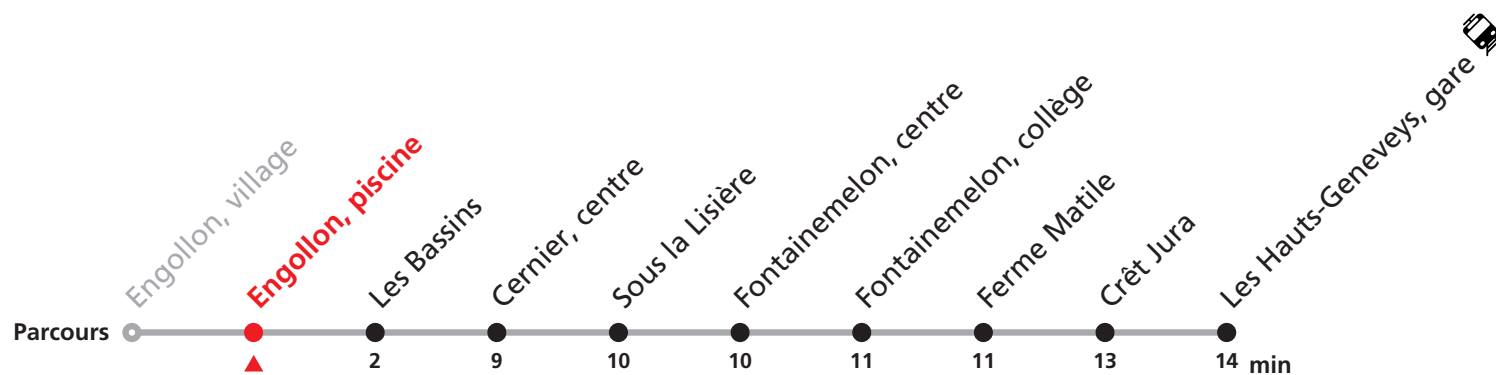 Engollon, village
Engollon, piscine
Les Bassins
Cernier, centre
Sous la Lisière
Fontainemelon, centre
Fontainemelon, collège
Ferme Matile
Crêt Jura
Les Hauts-Geneveys, gare
Parcours
2 9 10 10 11 11 13 14 min